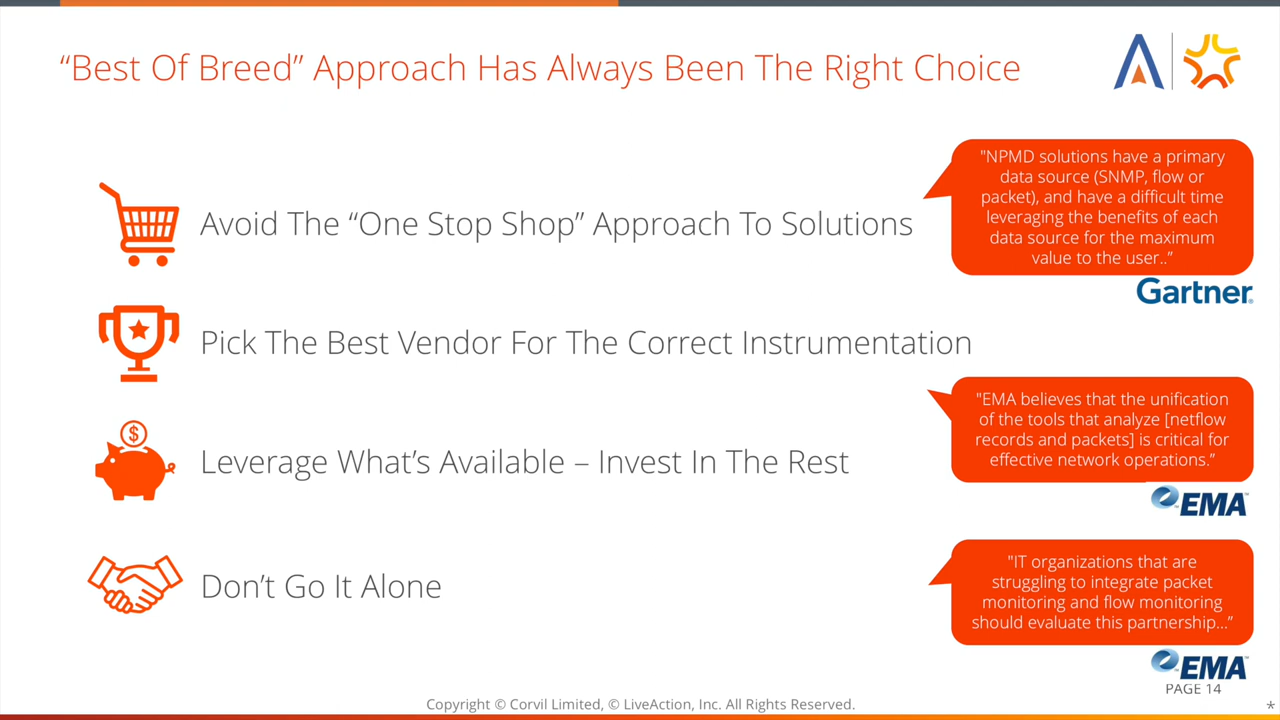 “Best Of Breed” Approach Has Always Been The Right Choice
Avoid The “One Stop Shop” Approach To Solutions
"NPMD solutions have a primary
data source (SNMP, flow or
packet), and have a difficult time
leveraging the benefits of each
data source for the maximum
value to the user..”
Gartner®
Pick The Best Vendor For The Correct Instrumentation
"EMA believes that the unification
of the tools that analyze [netflow
records and packets] is critical for
effective network operations.”
EMA™
Leverage What’s Available – Invest In The Rest
$
Don’t Go It Alone
"IT organizations that are
struggling to integrate packet
monitoring and flow monitoring
should evaluate this partnership...”
EMA™
PAGE 14
Copyright © Corvil Limited, © LiveAction, Inc. All Rights Reserved.
*